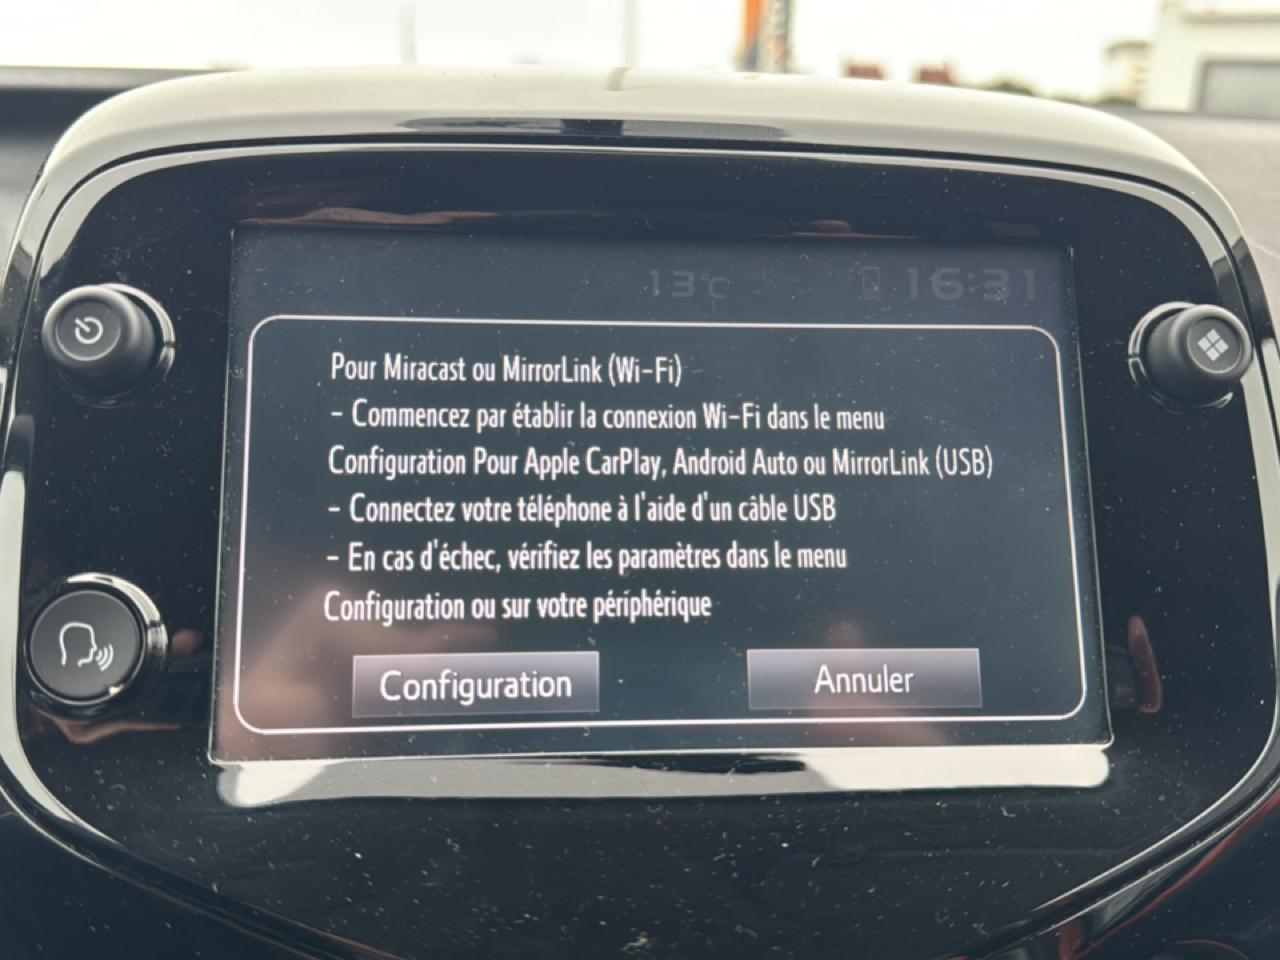 13°C 16:31
Pour Miracast ou MirrorLink (Wi-Fi)
- Commencez par établir la connexion Wi-Fi dans le menu
Configuration Pour Apple CarPlay, Android Auto ou MirrorLink (USB)
- Connectez votre téléphone à l'aide d'un câble USB
- En cas d'échec, vérifiez les paramètres dans le menu
Configuration ou sur votre périphérique
Configuration Annuler